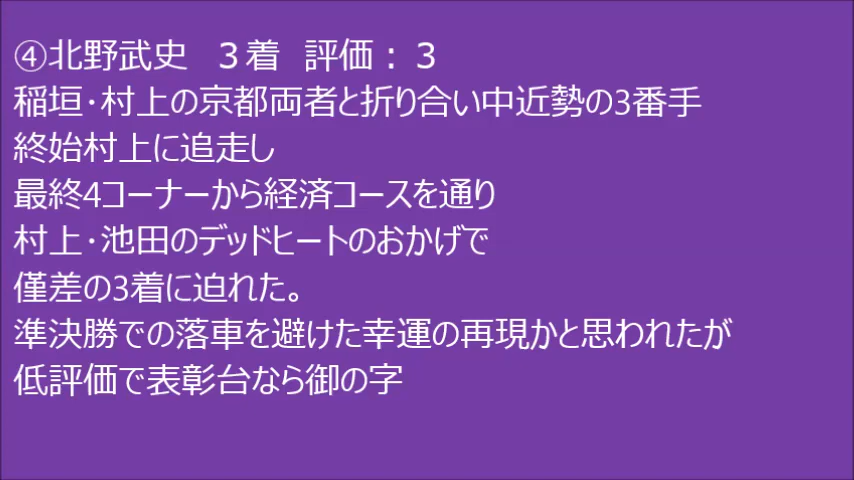 ④北野武史　３着　評価：３
稲垣・村上の京都両者と折り合い中近勢の3番手
終始村上に追走し
最終4コーナーから経済コースを通り
村上・池田のデッドヒートのおかげで
僅差の3着に迫れた。
準決勝での落車を避けた幸運の再現かと思われたが
低評価で表彰台なら御の字